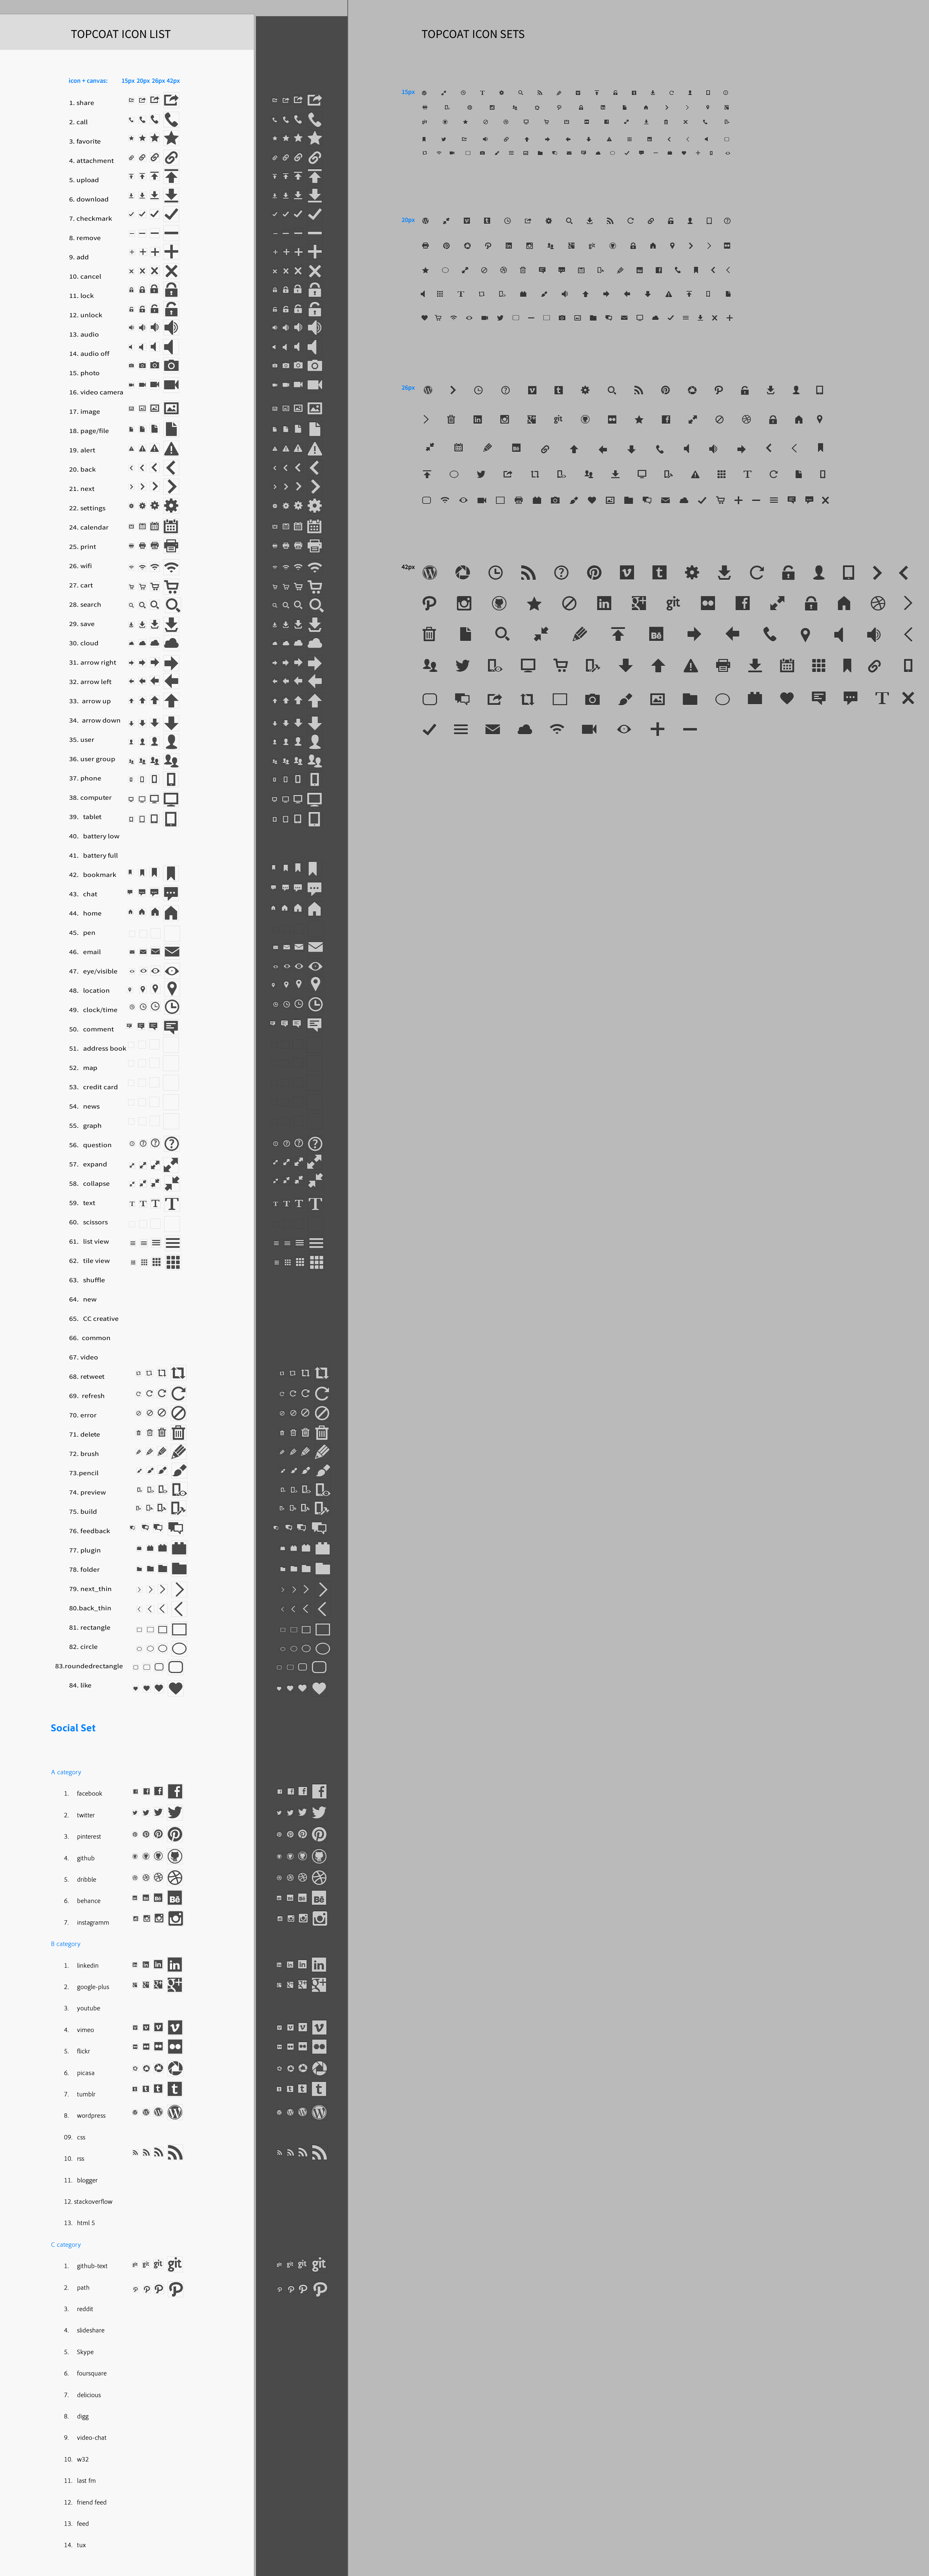 TOPCOAT ICON LIST
icon + canvas: 15px 20px 26px 42px
1. share
2. call
3. favorite
4. attachment
5. upload
6. download
7. checkmark
8. remove
9. add
10. cancel
11. lock
12. unlock
13. audio
14. audio off
15. photo
16. video camera
17. image
18. page/file
19. alert
20. back
21. next
22. settings
24. calendar
25. print
26. wifi
27. cart
28. search
29. save
30. cloud
31. arrow right
32. arrow left
33. arrow up
34. arrow down
35. user
36. user group
37. phone
38. computer
39. tablet
40. battery low
41. battery full
42. bookmark
43. chat
44. home
45. pen
46. email
47. eye/visible
48. location
49. clock/time
50. comment
51. address book
52. map
53. credit card
54. news
55. graph
56. question
57. expand
58. collapse
59. text
60. scissors
61. list view
62. tile view
63. shuffle
64. new
65. CC creative
66. common
67. video
68. retweet
69. refresh
70. error
71. delete
72. brush
73.pencil
74. preview
75. build
76. feedback
77. plugin
78. folder
79. next_thin
80.back_thin
81. rectangle
82. circle
83.roundedrectangle
84. like
Social Set
A category
1. facebook
2. twitter
3. pinterest
4. github
5. dribble
6. behance
7. instagramm
B category
1. linkedin
2. google-plus
3. youtube
4. vimeo
5. flickr
6. picasa
7. tumblr
8. wordpress
09. css
10. rss
11. blogger
12. stackoverflow
13. html 5
C category
1. github-text
2. path
3. reddit
4. slideshare
5. Skype
6. foursquare
7. delicious
8. digg
9. video-chat
10. w32
11. last fm
12. friend feed
13. feed
14. tux
TOPCOAT ICON SETS
15px
20px
26px
42px